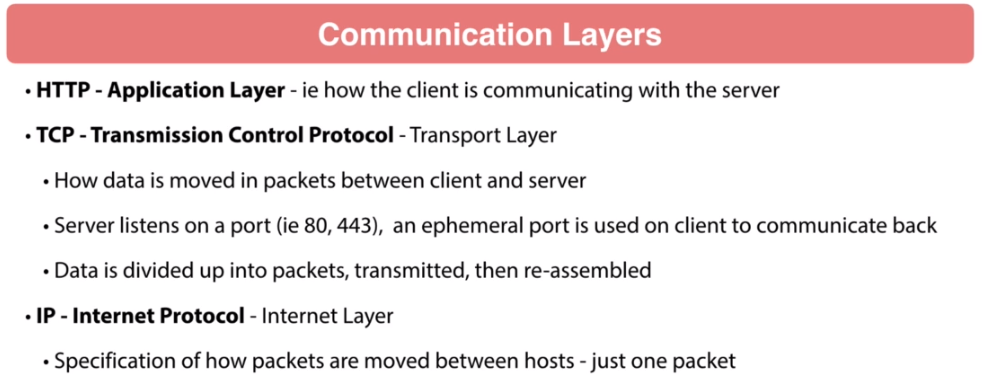 Communication Layers
• HTTP - Application Layer - ie how the client is communicating with the server
• TCP - Transmission Control Protocol - Transport Layer
• How data is moved in packets between client and server
• Server listens on a port (ie 80, 443),  an ephemeral port is used on client to communicate back
• Data is divided up into packets, transmitted, then re-assembled
• IP - Internet Protocol - Internet Layer
• Specification of how packets are moved between hosts - just one packet